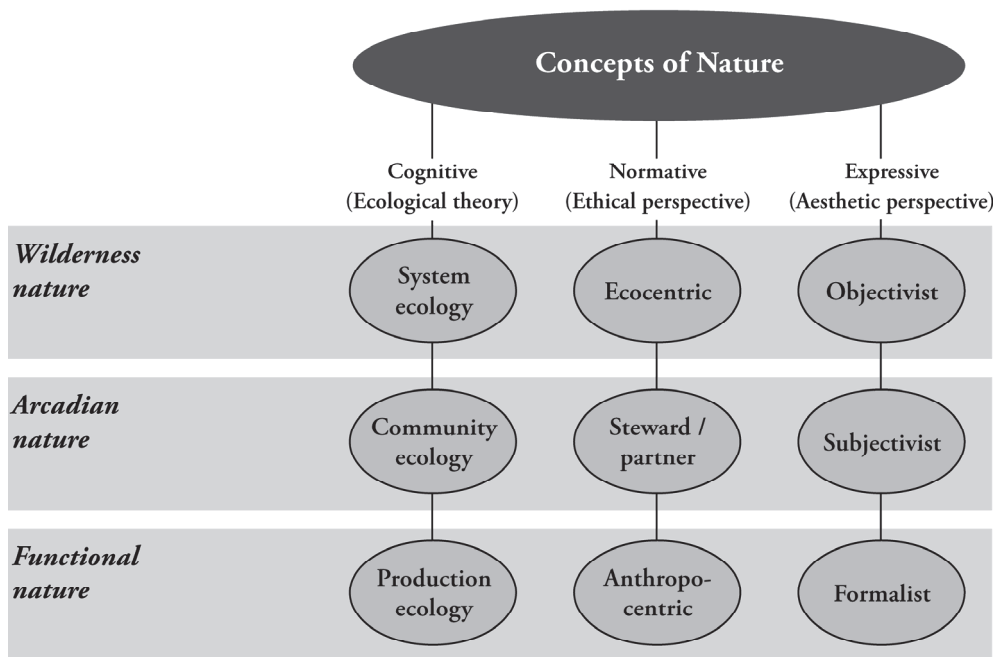 Concepts of Nature
Cognitive
(Ecological theory)
Normative
(Ethical perspective)
Expressive
(Aesthetic perspective)
Wilderness
nature
System
ecology
Ecocentric
Objectivist
Arcadian
nature
Community
ecology
Steward /
partner
Subjectivist
Functional
nature
Production
ecology
Anthropo-
centric
Formalist